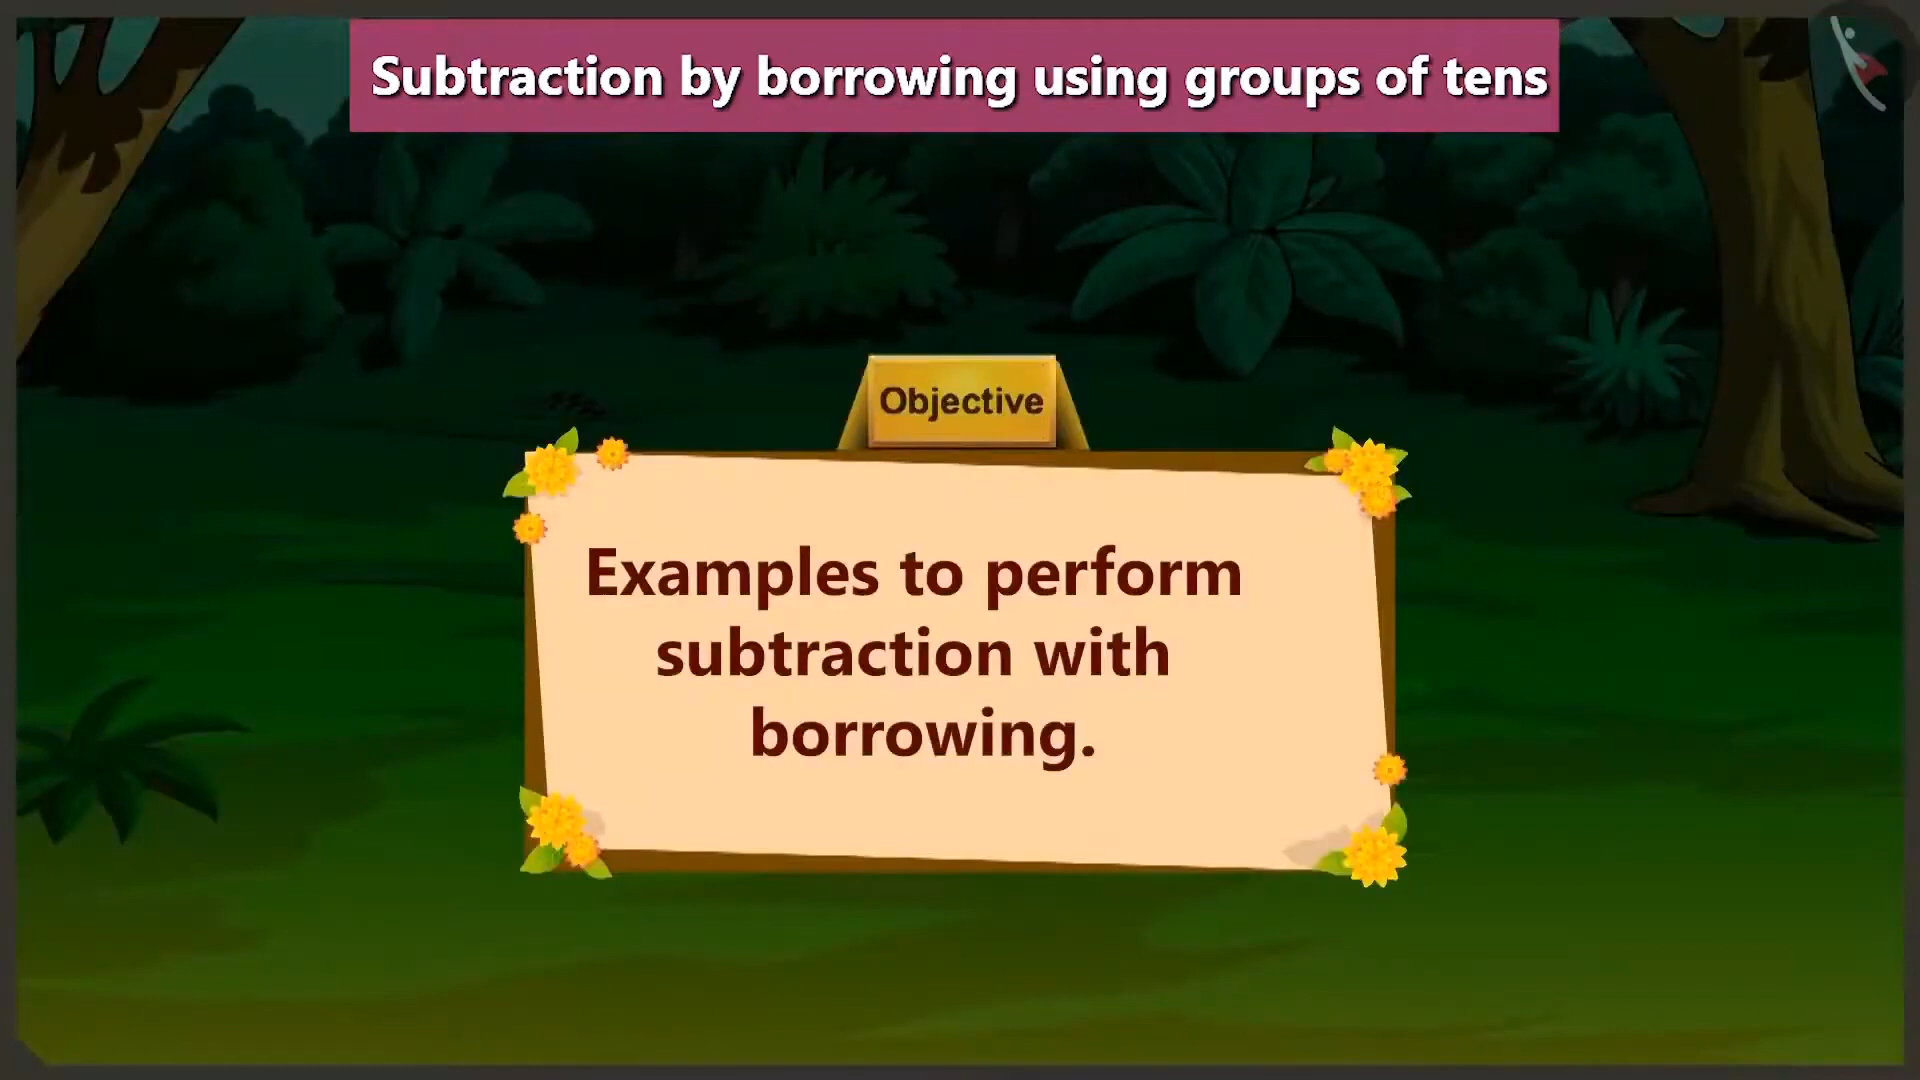 Subtraction by borrowing using groups of tens
Objective
Examples to perform
subtraction with
borrowing.